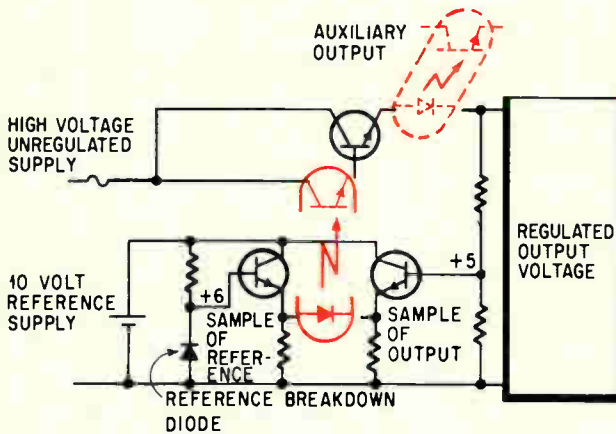 AUXILIARY
OUTPUT
HIGH VOLTAGE
UNREGULATED
SUPPLY
REGULATED
OUTPUT
VOLTAGE
10 VOLT
REFERENCE
SUPPLY
+6
+5
SAMPLE
OF
REFER-
ENCE
SAMPLE
OF
OUTPUT
REFERENCE BREAKDOWN
DIODE